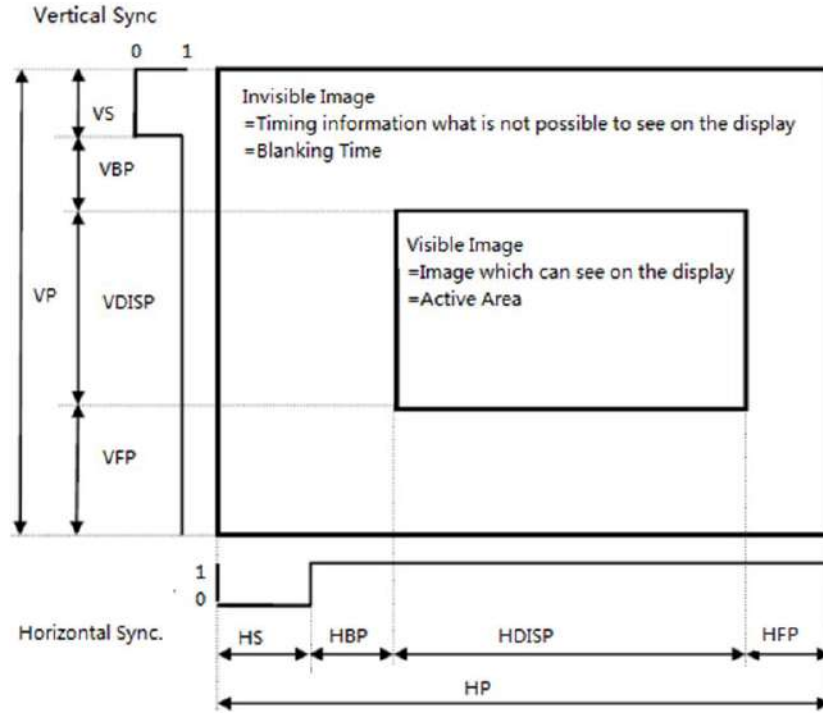 Vertical Sync
0 1
VS
Invisible Image
=Timing information what is not possible to see on the display
=Blanking Time
VBP
Visible Image
=Image which can see on the display
=Active Area
VP
VDISP
VFP
1
0
Horizontal Sync.
HS HBP HDISP HFP
HP